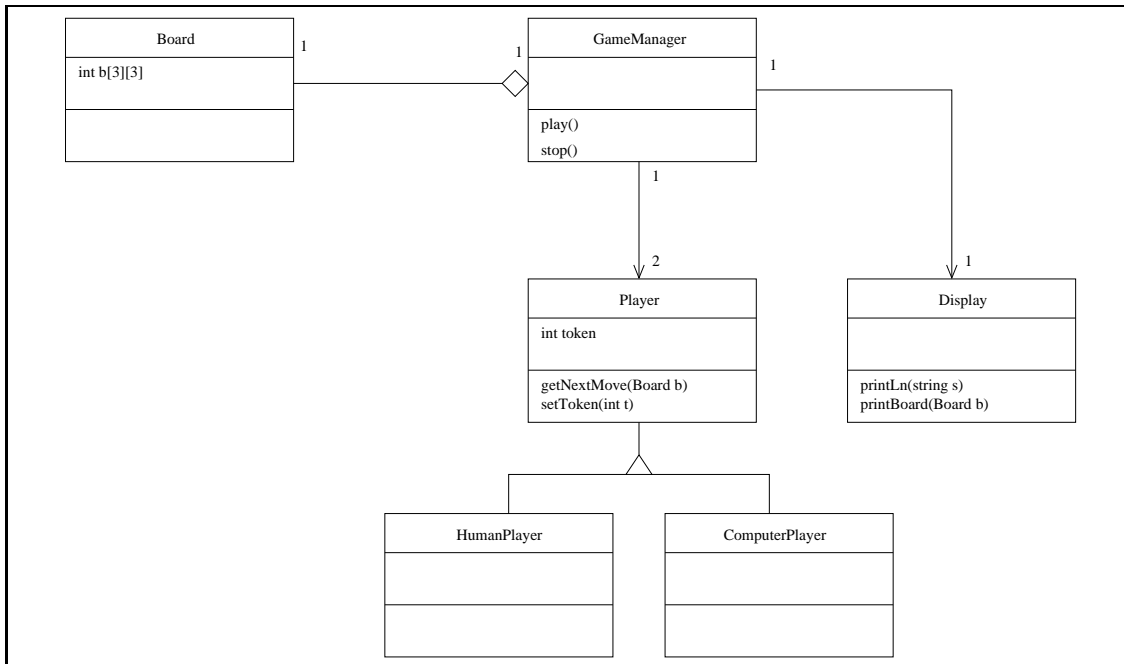 Board
int b[3][3]
1
1
GameManager
play()
stop()
1
1
2
1
Player
int token
getNextMove(Board b)
setToken(int t)
Display
printLn(string s)
printBoard(Board b)
HumanPlayer
ComputerPlayer